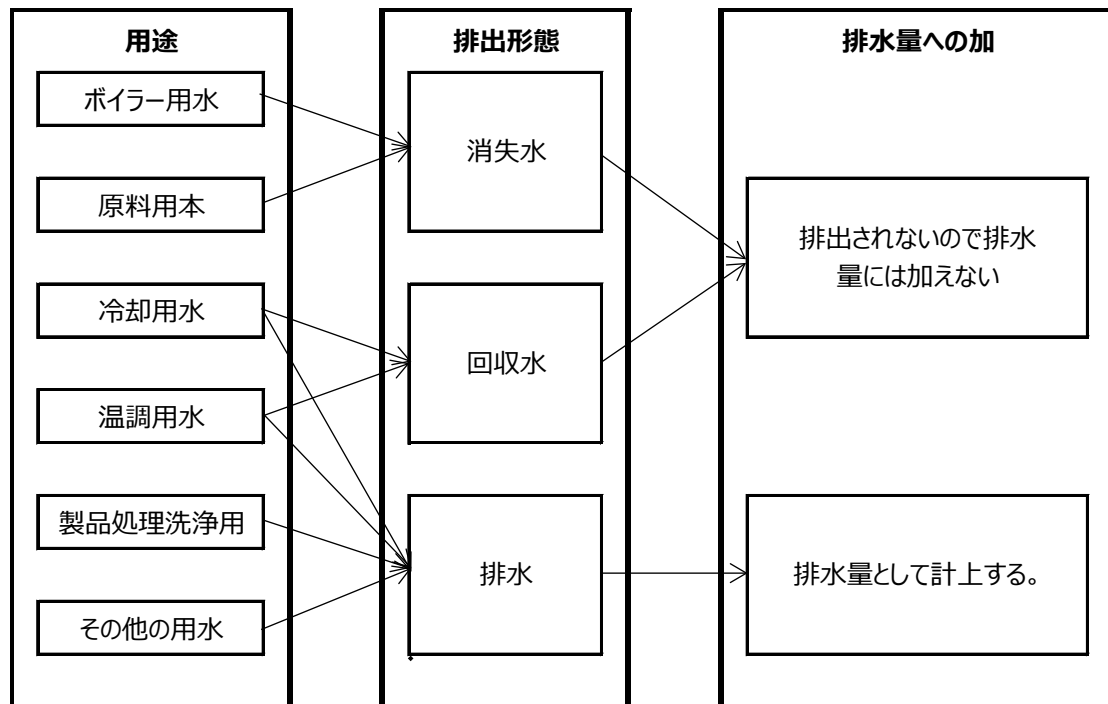 用途
ボイラー用水
原料用本
冷却用水
温調用水
製品処理洗浄用
その他の用水
排出形態
消失水
回収水
排水
排水量への加
排出されないので排水
量には加えない
排水量として計上する。